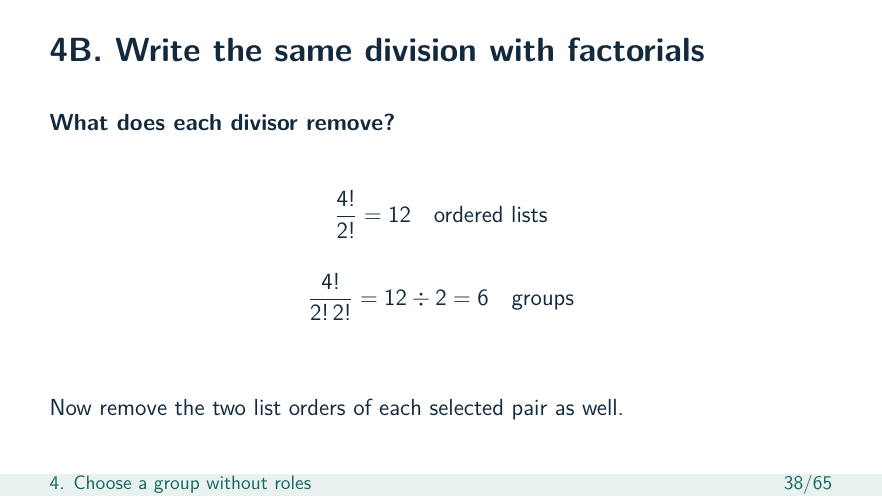 4B. Write the same division with factorials
What does each divisor remove?
4!/2! = 12 ordered lists
4!/(2! 2!) = 12 ÷ 2 = 6 groups
Now remove the two list orders of each selected pair as well.
4. Choose a group without roles 38/65